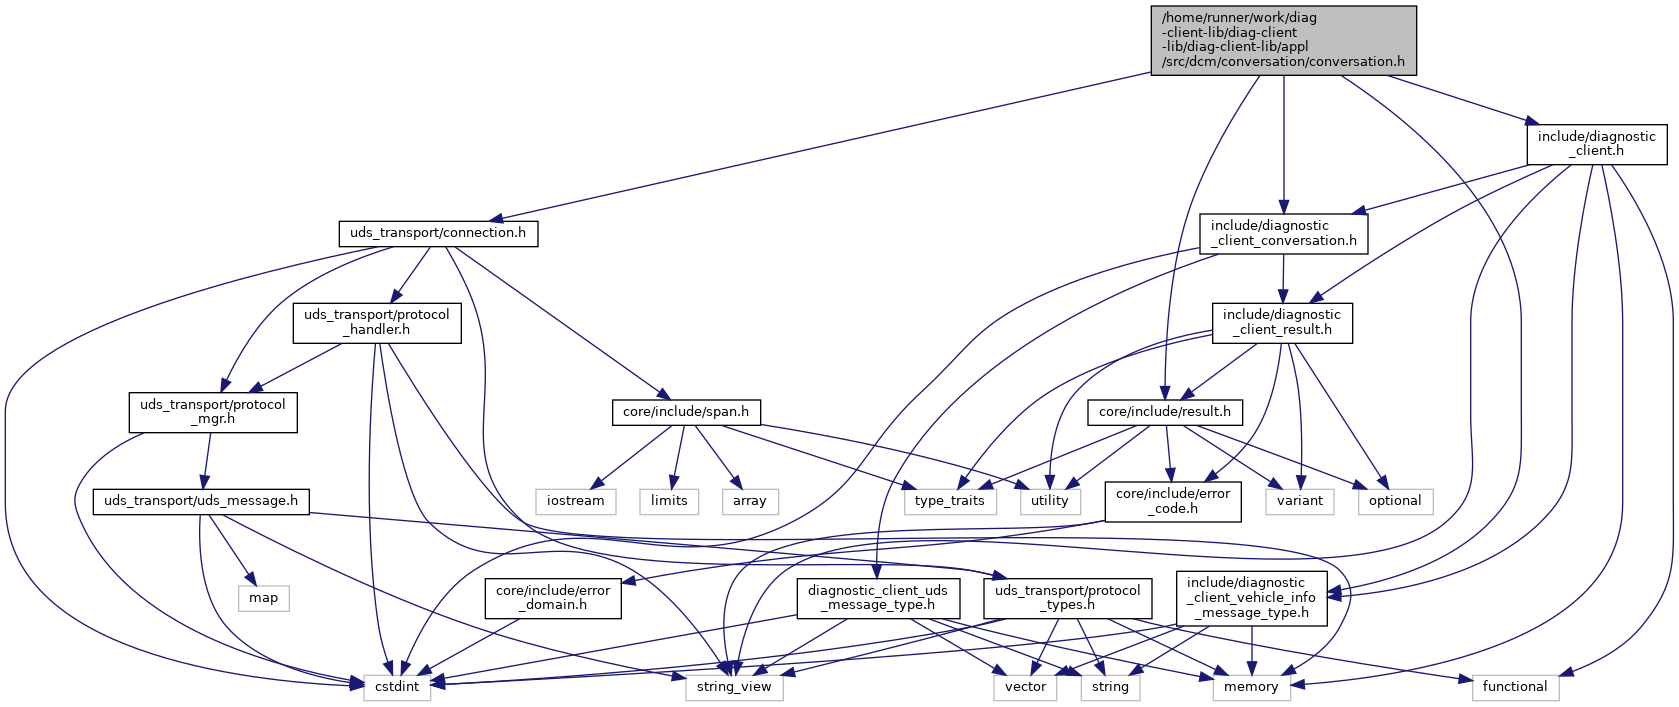 /home/runner/work/diag
-client-lib/diag-client
-lib/diag-client-lib/appl
/src/dcm/conversation/conversation.h
include/diagnostic
_client.h
uds_transport/connection.h
include/diagnostic
_client_conversation.h
uds_transport/protocol
_handler.h
include/diagnostic
_client_result.h
uds_transport/protocol
_mgr.h
core/include/span.h
core/include/result.h
uds_transport/uds_message.h
iostream
limits
array
type_traits
utility
core/include/error
_code.h
variant
optional
map
core/include/error
_domain.h
diagnostic_client_uds
_message_type.h
uds_transport/protocol
_types.h
include/diagnostic
_client_vehicle_info
_message_type.h
cstdint
string_view
vector
string
memory
functional